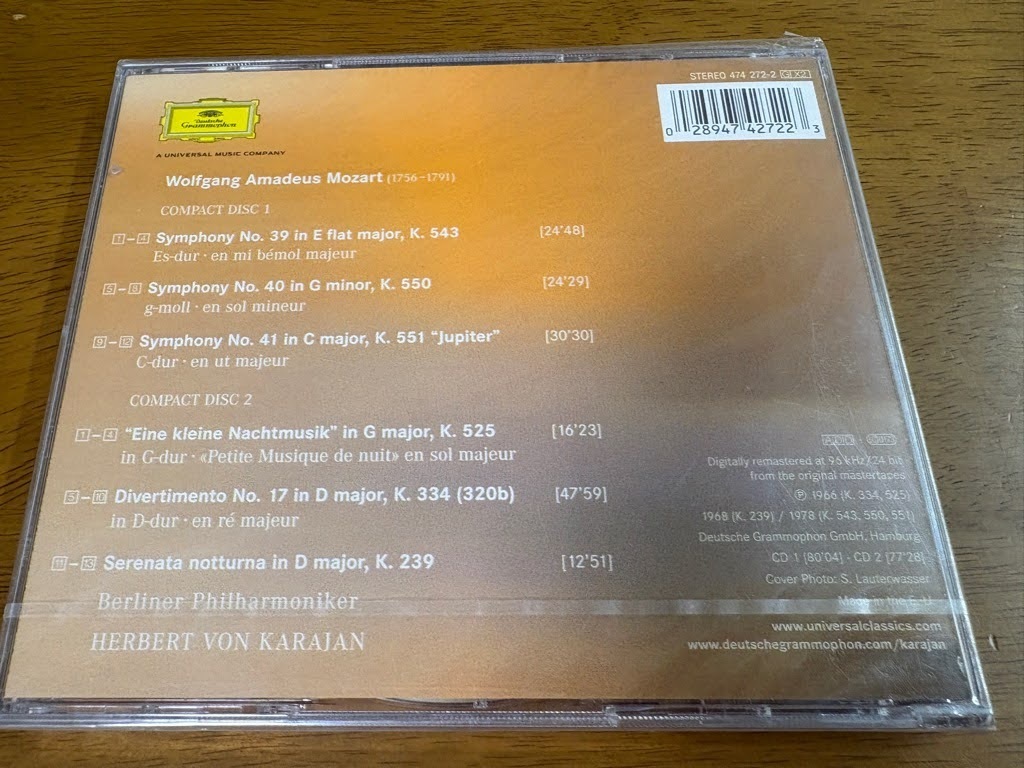 STEREO 474 272-2 GH2
0 28947 42722 3
Deutsche
Grammophon
A UNIVERSAL MUSIC COMPANY
Wolfgang Amadeus Mozart (1756–1791)
COMPACT DISC 1
1–4 Symphony No. 39 in E flat major, K. 543 [24'48]
Es-dur · en mi bémol majeur
5–8 Symphony No. 40 in G minor, K. 550 [24'29]
g-moll · en sol mineur
9–12 Symphony No. 41 in C major, K. 551 “Jupiter” [30'30]
C-dur · en ut majeur
COMPACT DISC 2
1–4 “Eine kleine Nachtmusik” in G major, K. 525 [16'23]
in G-dur · «Petite Musique de nuit» en sol majeur
5–10 Divertimento No. 17 in D major, K. 334 (320b) [47'59]
in D-dur · en ré majeur
11–13 Serenata notturna in D major, K. 239 [12'51]
Berliner Philharmoniker
HERBERT VON KARAJAN
Digitally remastered at 96 kHz/24 bit
from the original mastertapes
℗ 1966 (K. 334, 525)
1968 (K. 239) / 1978 (K. 543, 550, 551)
Deutsche Grammophon GmbH, Hamburg
CD 1 [80'04] · CD 2 [77'28]
Cover Photo: S. Lauterwasser
Made in the E.U.
www.universalclassics.com
www.deutschegrammophon.com/karajan